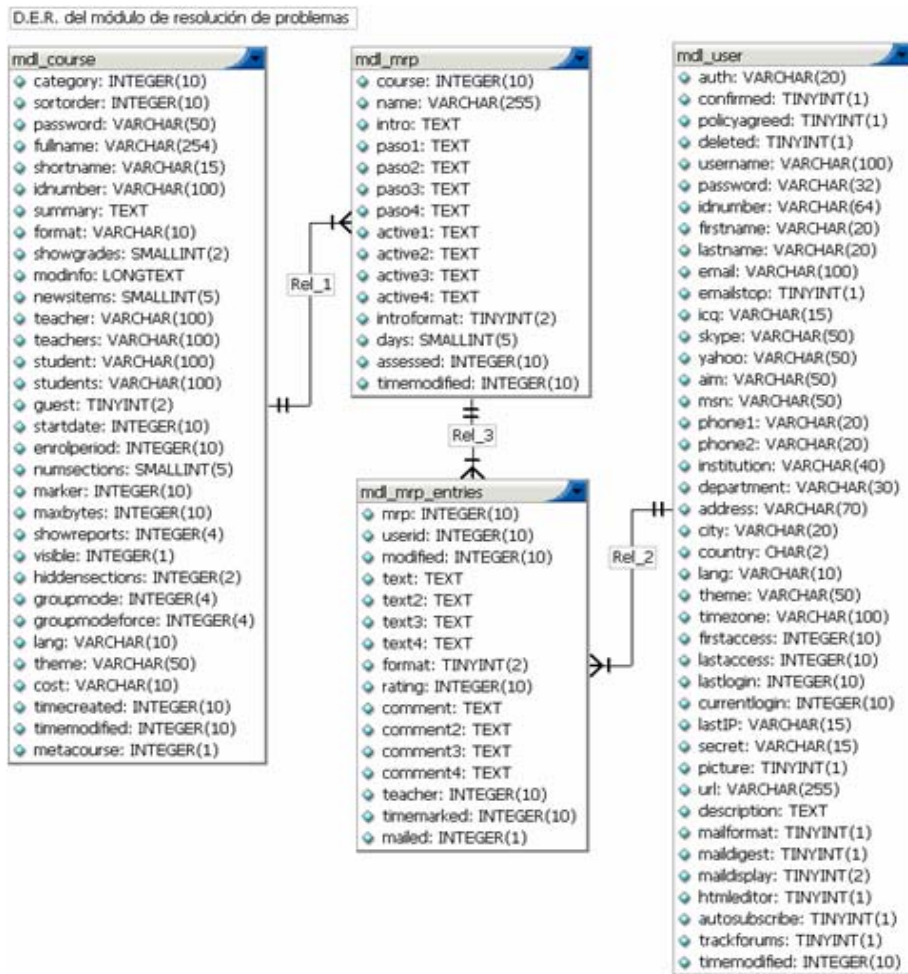 D.E.R. del módulo de resolución de problemas
mdl_course
category: INTEGER(10)
sortorder: INTEGER(10)
password: VARCHAR(50)
fullname: VARCHAR(254)
shortname: VARCHAR(15)
idnumber: VARCHAR(100)
summary: TEXT
format: VARCHAR(10)
showgrades: SMALLINT(2)
modinfo: LONGTEXT
newsitems: SMALLINT(5)
teacher: VARCHAR(100)
teachers: VARCHAR(100)
student: VARCHAR(100)
students: VARCHAR(100)
guest: TINYINT(2)
startdate: INTEGER(10)
enrolperiod: INTEGER(10)
numsections: SMALLINT(5)
marker: INTEGER(10)
maxbytes: INTEGER(10)
showreports: INTEGER(4)
visible: INTEGER(1)
hiddensections: INTEGER(2)
groupmode: INTEGER(4)
groupmodeforce: INTEGER(4)
lang: VARCHAR(10)
theme: VARCHAR(50)
cost: VARCHAR(10)
timecreated: INTEGER(10)
timemodified: INTEGER(10)
metacourse: INTEGER(1)
Rel_1
mdl_mrp
course: INTEGER(10)
name: VARCHAR(255)
intro: TEXT
paso1: TEXT
paso2: TEXT
paso3: TEXT
paso4: TEXT
active1: TEXT
active2: TEXT
active3: TEXT
active4: TEXT
introformat: TINYINT(2)
days: SMALLINT(5)
assessed: INTEGER(10)
timemodified: INTEGER(10)
Rel_3
mdl_mrp_entries
mrp: INTEGER(10)
userid: INTEGER(10)
modified: INTEGER(10)
text: TEXT
text2: TEXT
text3: TEXT
text4: TEXT
format: TINYINT(2)
rating: INTEGER(10)
comment: TEXT
comment2: TEXT
comment3: TEXT
comment4: TEXT
teacher: INTEGER(10)
timemarked: INTEGER(10)
mailed: INTEGER(1)
Rel_2
mdl_user
auth: VARCHAR(20)
confirmed: TINYINT(1)
policyagreed: TINYINT(1)
deleted: TINYINT(1)
username: VARCHAR(100)
password: VARCHAR(32)
idnumber: VARCHAR(64)
firstname: VARCHAR(20)
lastname: VARCHAR(20)
email: VARCHAR(100)
emailstop: TINYINT(1)
icq: VARCHAR(15)
skype: VARCHAR(50)
yahoo: VARCHAR(50)
aim: VARCHAR(50)
msn: VARCHAR(50)
phone1: VARCHAR(20)
phone2: VARCHAR(20)
institution: VARCHAR(40)
department: VARCHAR(30)
address: VARCHAR(70)
city: VARCHAR(20)
country: CHAR(2)
lang: VARCHAR(10)
theme: VARCHAR(50)
timezone: VARCHAR(100)
firstaccess: INTEGER(10)
lastaccess: INTEGER(10)
lastlogin: INTEGER(10)
currentlogin: INTEGER(10)
lastIP: VARCHAR(15)
secret: VARCHAR(15)
picture: TINYINT(1)
url: VARCHAR(255)
description: TEXT
mailformat: TINYINT(1)
maildigest: TINYINT(1)
maildisplay: TINYINT(2)
htmleditor: TINYINT(1)
autosubscribe: TINYINT(1)
trackforums: TINYINT(1)
timemodified: INTEGER(10)